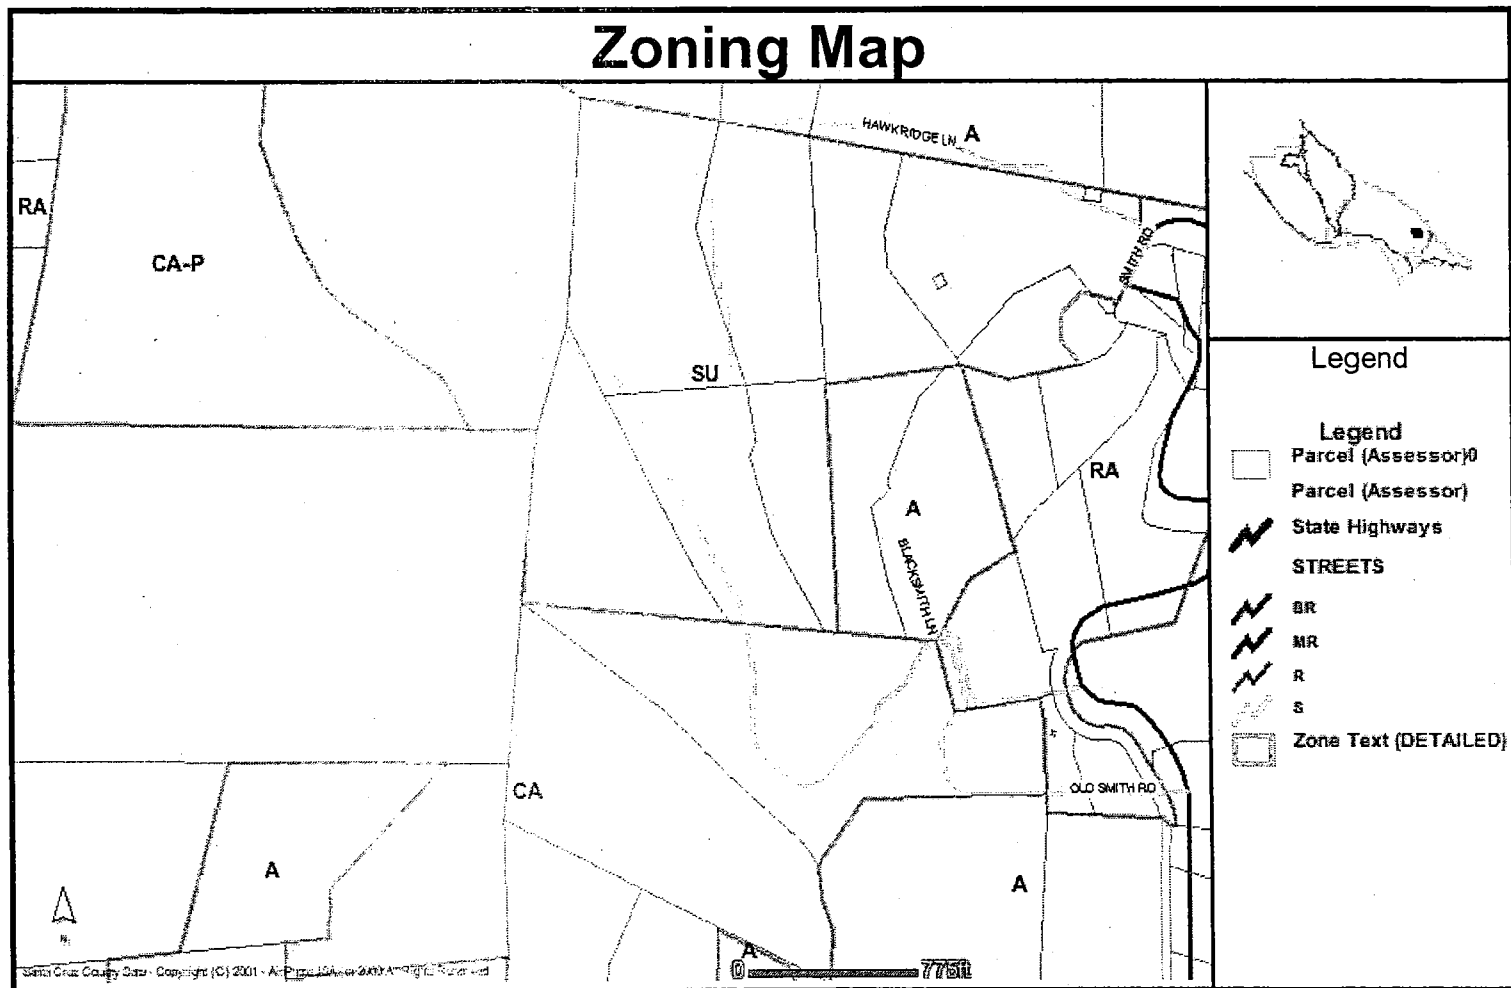 Zoning Map
HAWKRIDGE LN
A
RA
SMITH RD
CA-P
SU
RA
A
BLACKSMITH LN
CA
OLD SMITH RD
A
A
A
N
Santa Cruz County Data - Copyright (C) 2001 -
0 775ft
Legend
Legend
Parcel (Assessor)0
Parcel (Assessor)
State Highways
STREETS
BR
MR
R
S
Zone Text (DETAILED)